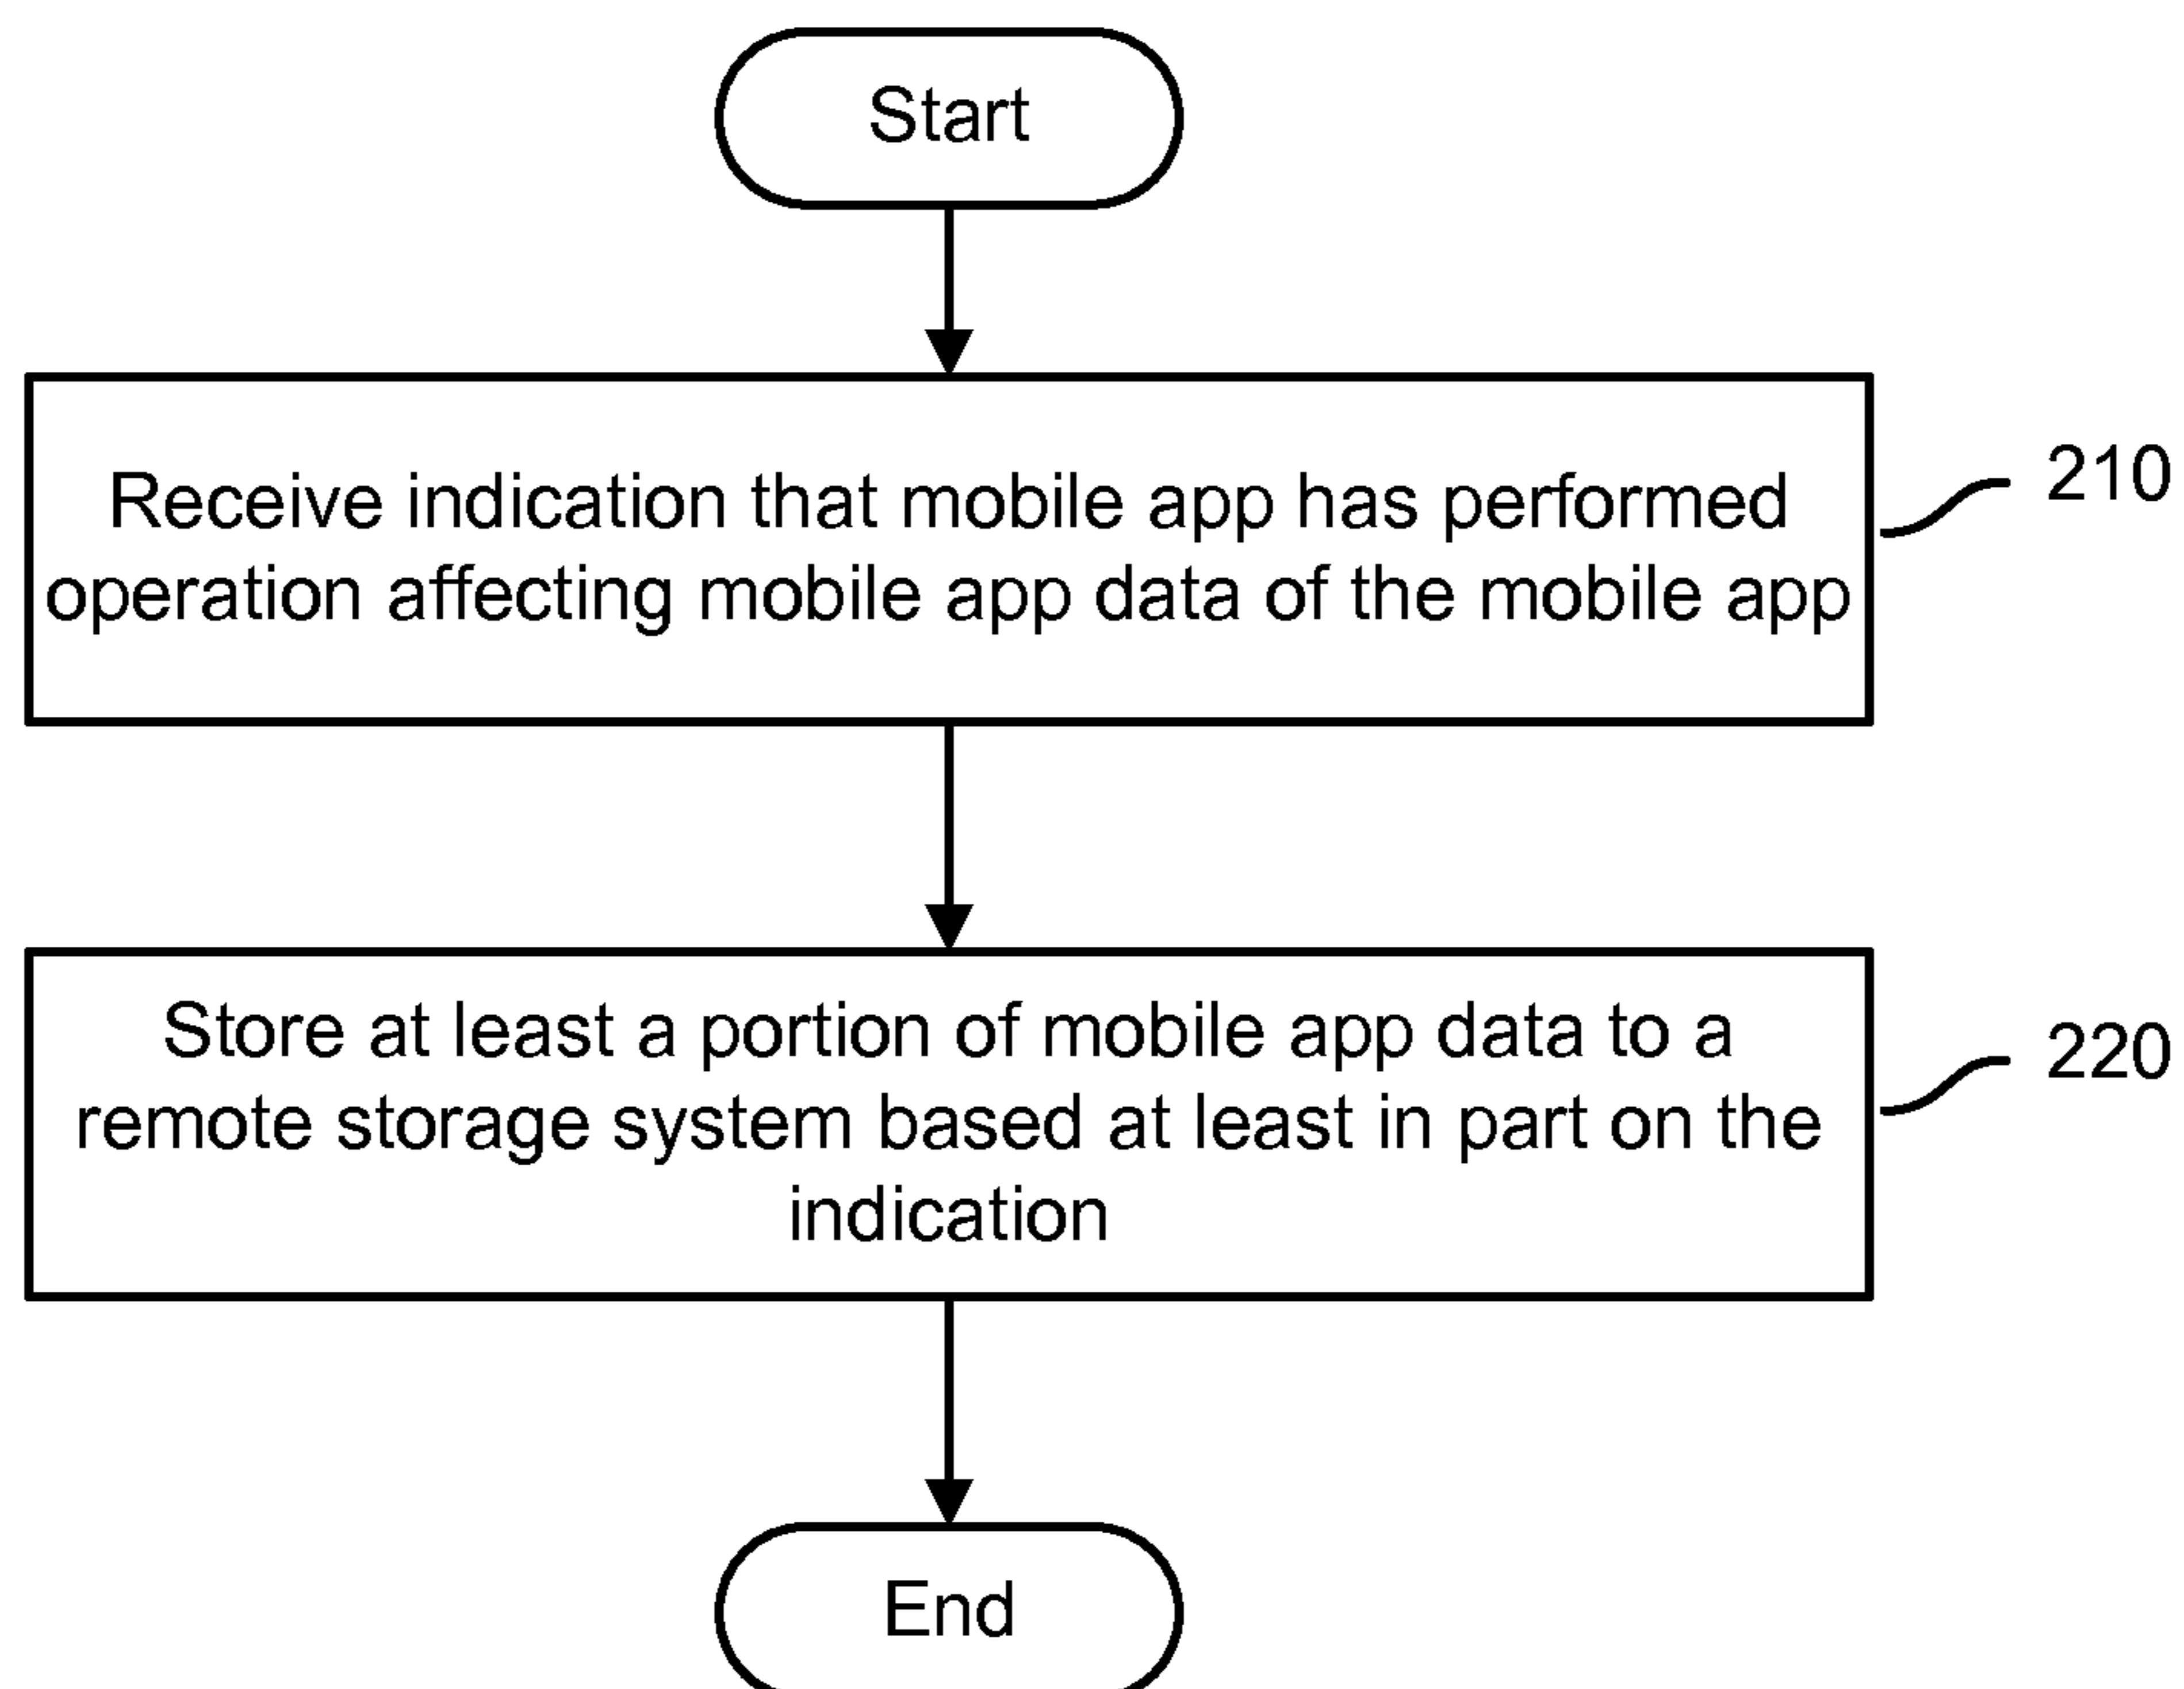 Start
Receive indication that mobile app has performed
operation affecting mobile app data of the mobile app
210
Store at least a portion of mobile app data to a
remote storage system based at least in part on the
indication
220
End